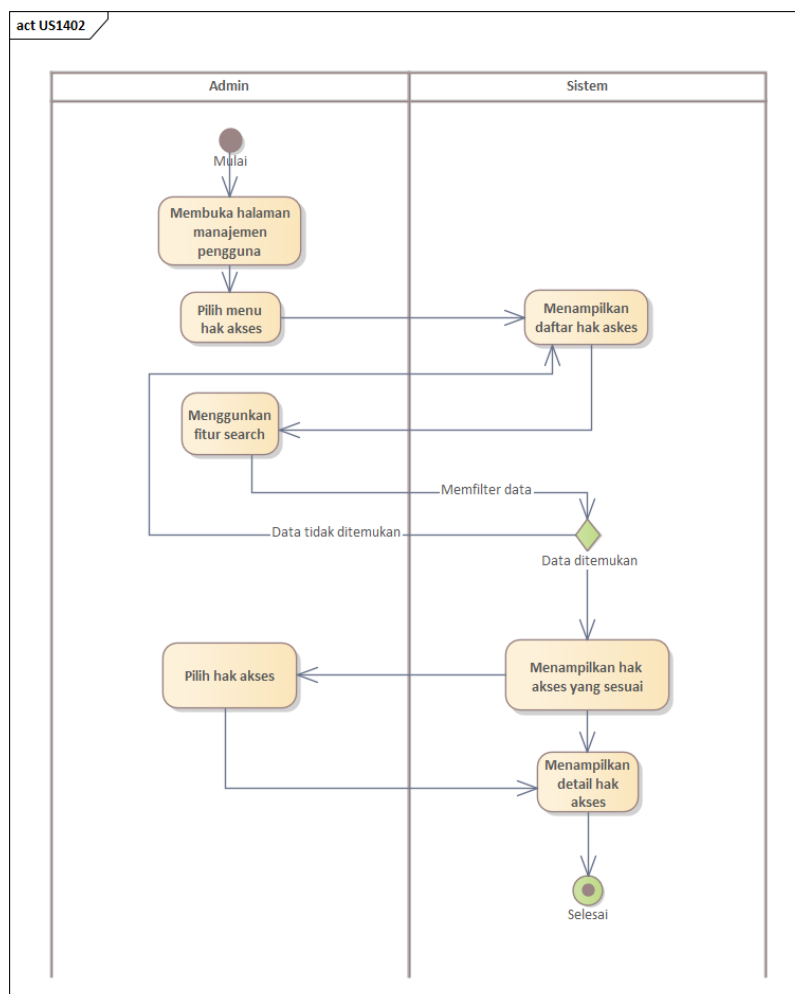 act US1402
Admin
Sistem
Mulai
Membuka halaman
manajemen
pengguna
Pilih menu
hak akses
Menampilkan
daftar hak askes
Menggunkan
fitur search
Memfilter data
Data tidak ditemukan
Data ditemukan
Menampilkan hak
akses yang sesuai
Pilih hak akses
Menampilkan
detail hak
akses
Selesai